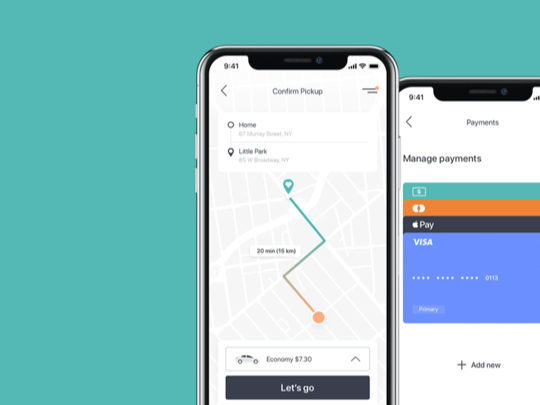 9:41
Confirm Pickup
Home
67 Murray Street, NY
Little Park
85 W Broadway, NY
20 min (15 km)
Economy $7.30
Let's go
9:41
Payments
Manage payments
Pay
VISA
•••• •••• •••• 0113
Primary
+ Add new